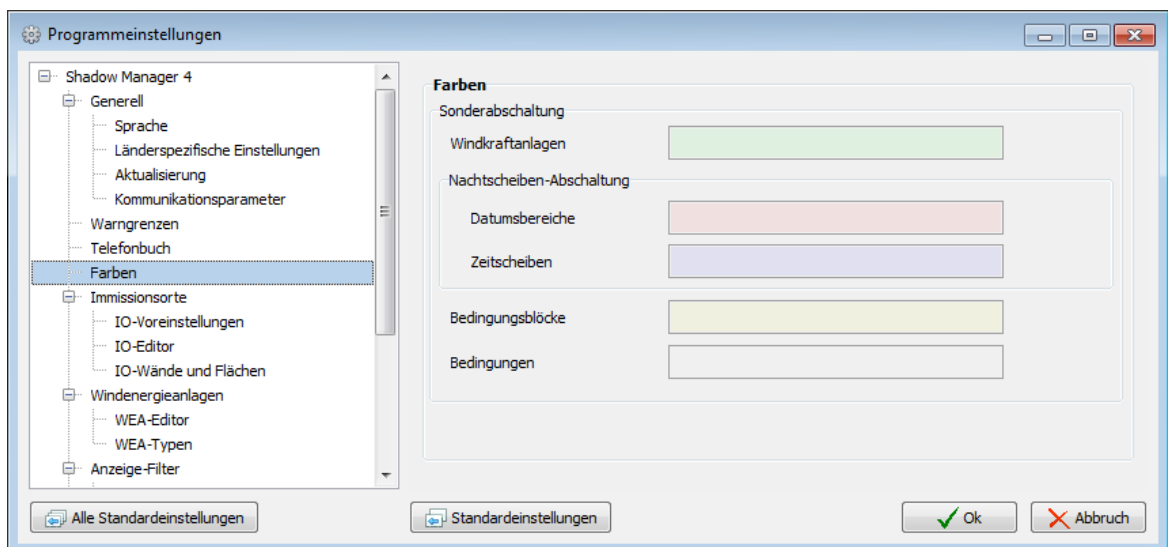 Programmeinstellungen
Shadow Manager 4
Generell
Sprache
Länderspezifische Einstellungen
Aktualisierung
Kommunikationsparameter
Warngrenzen
Telefonbuch
Farben
Immissionsorte
IO-Voreinstellungen
IO-Editor
IO-Wände und Flächen
Windenergieanlagen
WEA-Editor
WEA-Typen
Anzeige-Filter
Farben
Sonderabschaltung
Windkraftanlagen
Nachtscheiben-Abschaltung
Datumsbereiche
Zeitscheiben
Bedingungsblöcke
Bedingungen
Alle Standardeinstellungen
Standardeinstellungen
Ok
Abbruch